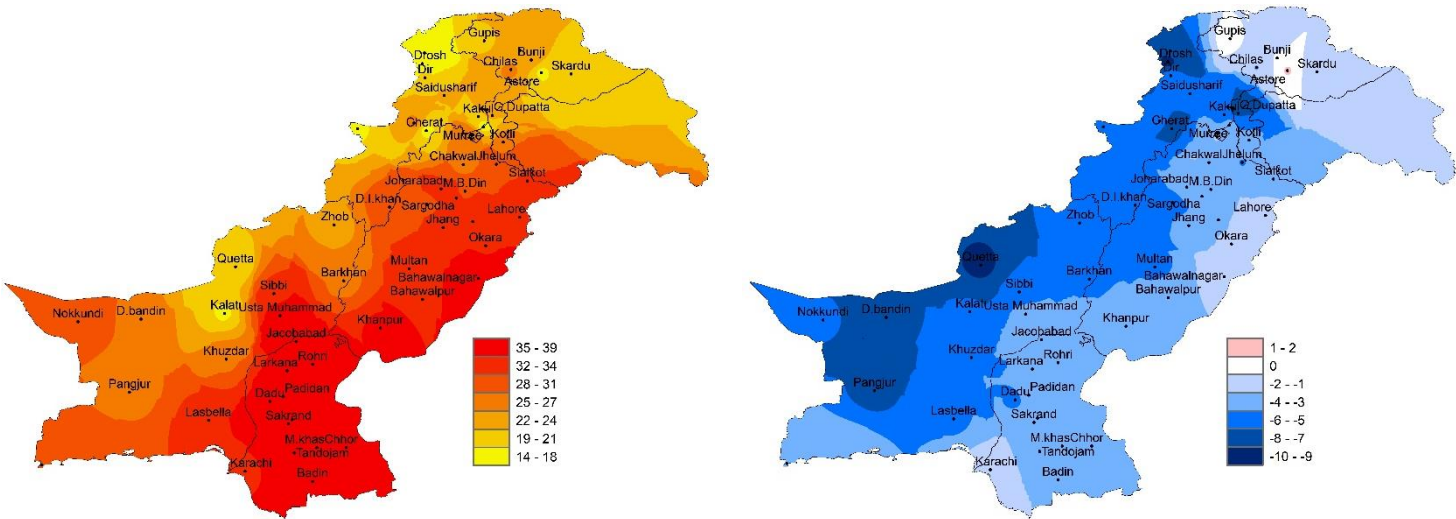 Gupis
Bunji
Drosh
Chilas
Skardu
Dir
Astore
Saidusharif
Kakul G.Dupatta
Cherat
Murree Kotli
Chakwal Jhelum
Joharabad M.B.Din Sialkot
D.I.khan Sargodha
Zhob Jhang Lahore
Okara
Quetta Multan
Barkhan Bahawalnagar
Sibbi Bahawalpur
Nokkundi D.bandin Kalat Usta Muhammad
Khanpur
Jacobabad
Khuzdar Larkana Rohri
Pangjur Dadu Padidan
Lasbella Sakrand
M.khas Chhor
Tandojam
Karachi Badin
35 - 39
32 - 34
28 - 31
25 - 27
22 - 24
19 - 21
14 - 18
Gupis
Bunji
Drosh
Chilas Skardu
Dir
Astore
Saidusharif
Kakul G.Dupatta
Cherat
Murree Kotli
Chakwal Jhelum
Joharabad M.B.Din Sialkot
D.I.khan Sargodha
Zhob Jhang Lahore
Okara
Quetta Multan
Barkhan Bahawalnagar
Sibbi Bahawalpur
Nokkundi D.bandin Kalat Usta Muhammad
Khanpur
Jacobabad
Khuzdar Larkana Rohri
Pangjur Dadu Padidan
Lasbella Sakrand
M.khas Chhor
Tandojam
Karachi Badin
1 - 2
0
-2 - -1
-4 - -3
-6 - -5
-8 - -7
-10 - -9